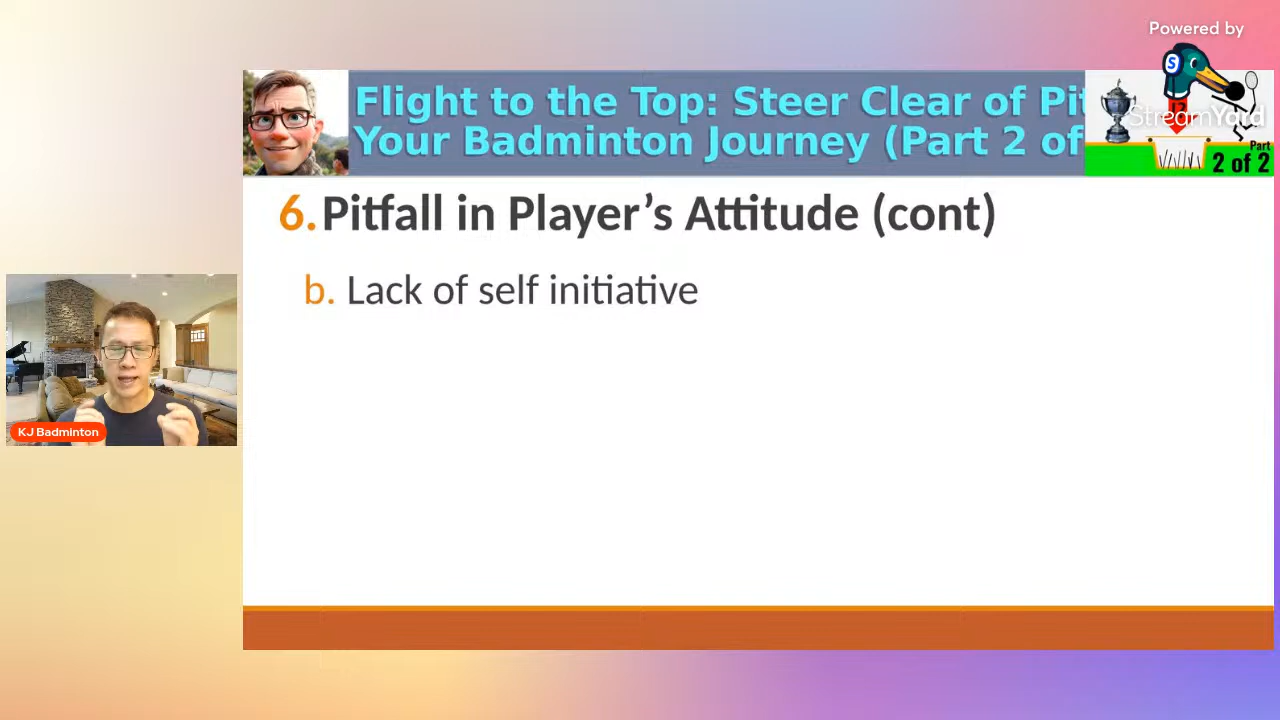 Powered by
StreamYard
Flight to the Top: Steer Clear of Pit
Your Badminton Journey (Part 2 of
Part
2 of 2
6. Pitfall in Player’s Attitude (cont)
b. Lack of self initiative
KJ Badminton